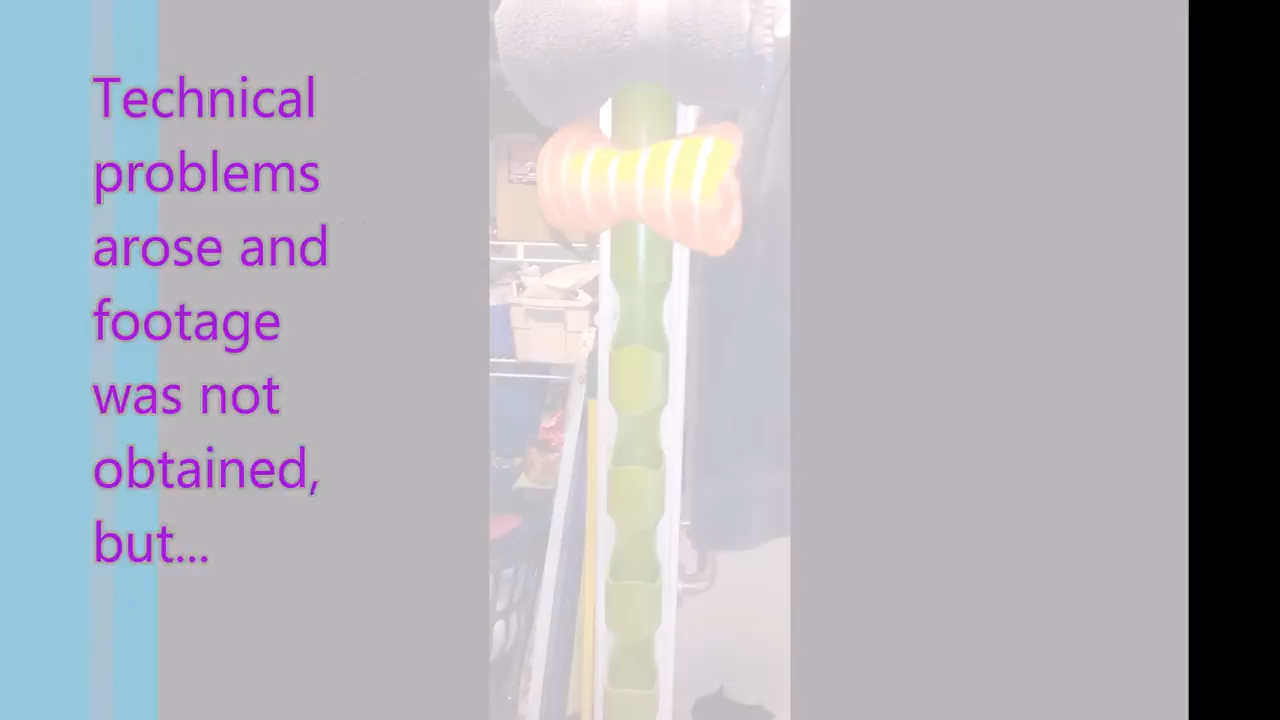 Technical
problems
arose and
footage
was not
obtained,
but...